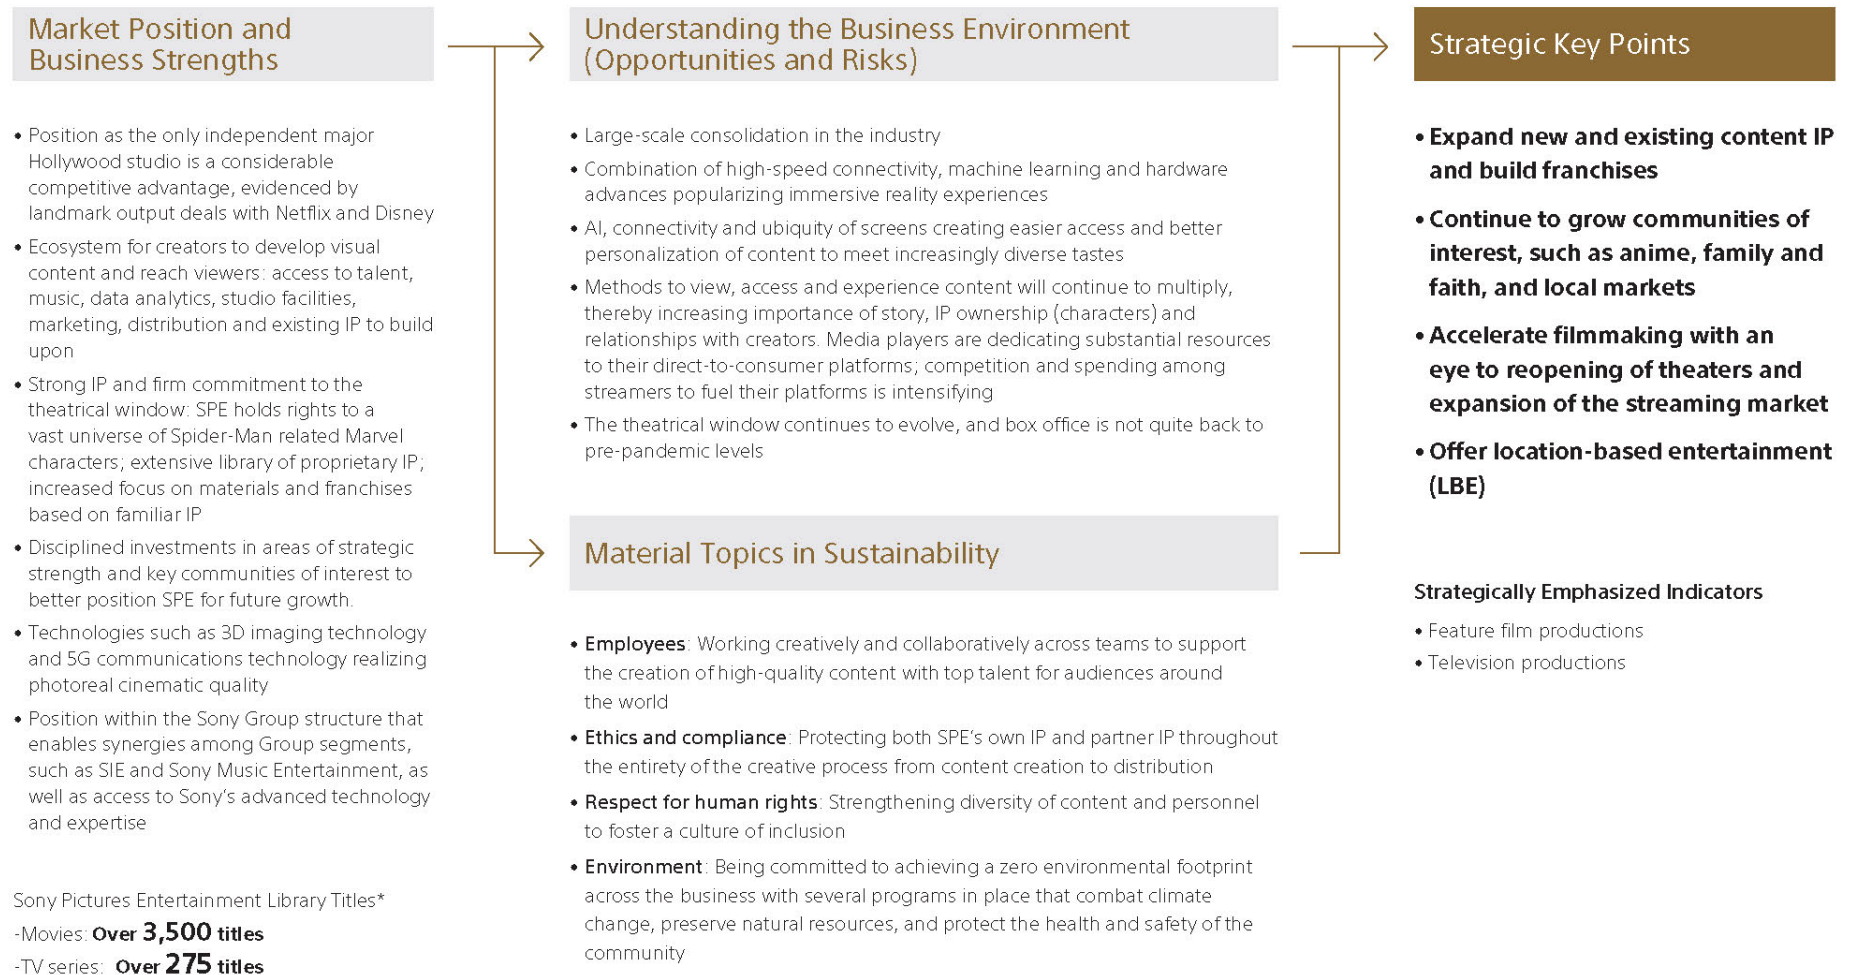 Market Position and
Business Strengths
• Position as the only independent major
Hollywood studio is a considerable
competitive advantage, evidenced by
landmark output deals with Netflix and Disney
• Ecosystem for creators to develop visual
content and reach viewers: access to talent,
music, data analytics, studio facilities,
marketing, distribution and existing IP to build
upon
• Strong IP and firm commitment to the
theatrical window: SPE holds rights to a
vast universe of Spider-Man related Marvel
characters; extensive library of proprietary IP;
increased focus on materials and franchises
based on familiar IP
• Disciplined investments in areas of strategic
strength and key communities of interest to
better position SPE for future growth.
• Technologies such as 3D imaging technology
and 5G communications technology realizing
photoreal cinematic quality
• Position within the Sony Group structure that
enables synergies among Group segments,
such as SIE and Sony Music Entertainment, as
well as access to Sony's advanced technology
and expertise
Sony Pictures Entertainment Library Titles*
-Movies: Over 3,500 titles
-TV series: Over 275 titles
Understanding the Business Environment
(Opportunities and Risks)
• Large-scale consolidation in the industry
• Combination of high-speed connectivity, machine learning and hardware
advances popularizing immersive reality experiences
• AI, connectivity and ubiquity of screens creating easier access and better
personalization of content to meet increasingly diverse tastes
• Methods to view, access and experience content will continue to multiply,
thereby increasing importance of story, IP ownership (characters) and
relationships with creators. Media players are dedicating substantial resources
to their direct-to-consumer platforms; competition and spending among
streamers to fuel their platforms is intensifying
• The theatrical window continues to evolve, and box office is not quite back to
pre-pandemic levels
Material Topics in Sustainability
• Employees: Working creatively and collaboratively across teams to support
the creation of high-quality content with top talent for audiences around
the world
• Ethics and compliance: Protecting both SPE's own IP and partner IP throughout
the entirety of the creative process from content creation to distribution
• Respect for human rights: Strengthening diversity of content and personnel
to foster a culture of inclusion
• Environment: Being committed to achieving a zero environmental footprint
across the business with several programs in place that combat climate
change, preserve natural resources, and protect the health and safety of the
community
Strategic Key Points
• Expand new and existing content IP
and build franchises
• Continue to grow communities of
interest, such as anime, family and
faith, and local markets
• Accelerate filmmaking with an
eye to reopening of theaters and
expansion of the streaming market
• Offer location-based entertainment
(LBE)
Strategically Emphasized Indicators
• Feature film productions
• Television productions